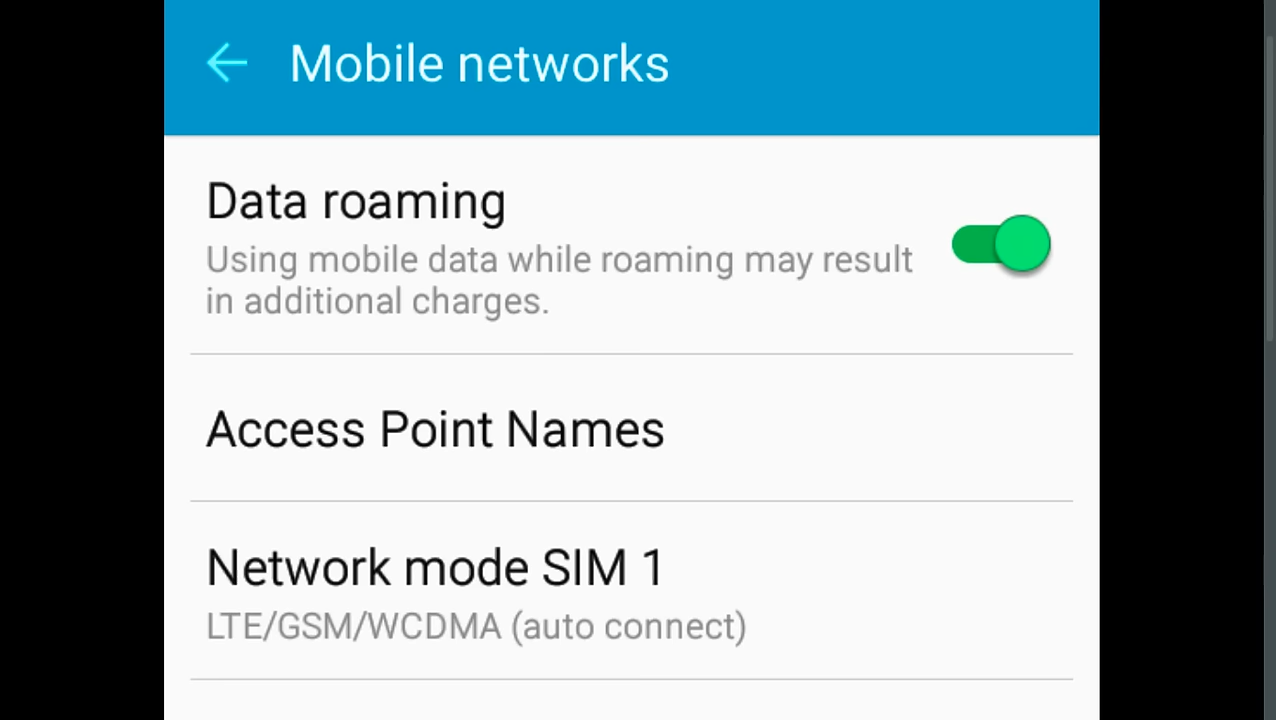 Mobile networks
Data roaming
Using mobile data while roaming may result
in additional charges.
Access Point Names
Network mode SIM 1
LTE/GSM/WCDMA (auto connect)